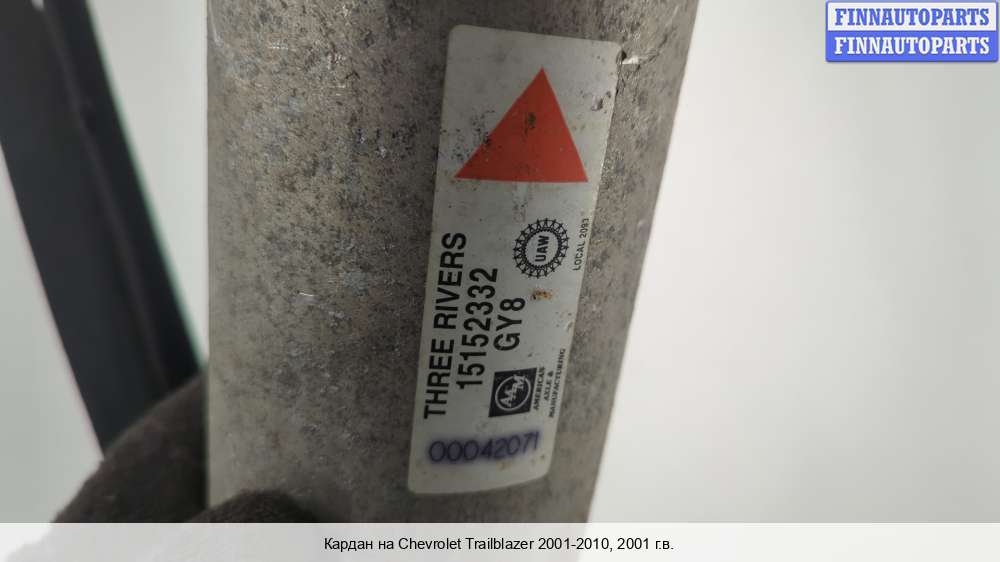 FINNAUTOPARTS
FINNAUTOPARTS
THREE RIVERS
15152332
GY8
UAW
LOCAL 2093
AAM
AMERICAN
AXLE &
MANUFACTURING
00042071
Кардан на Chevrolet Trailblazer 2001-2010, 2001 г.в.